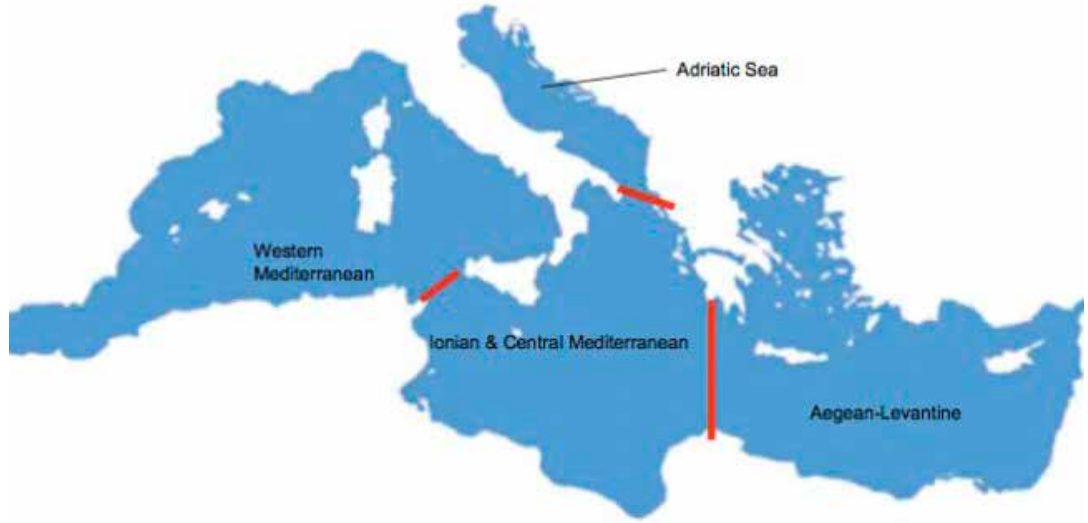 Adriatic Sea
Western
Mediterranean
Ionian & Central Mediterranean
Aegean-Levantine